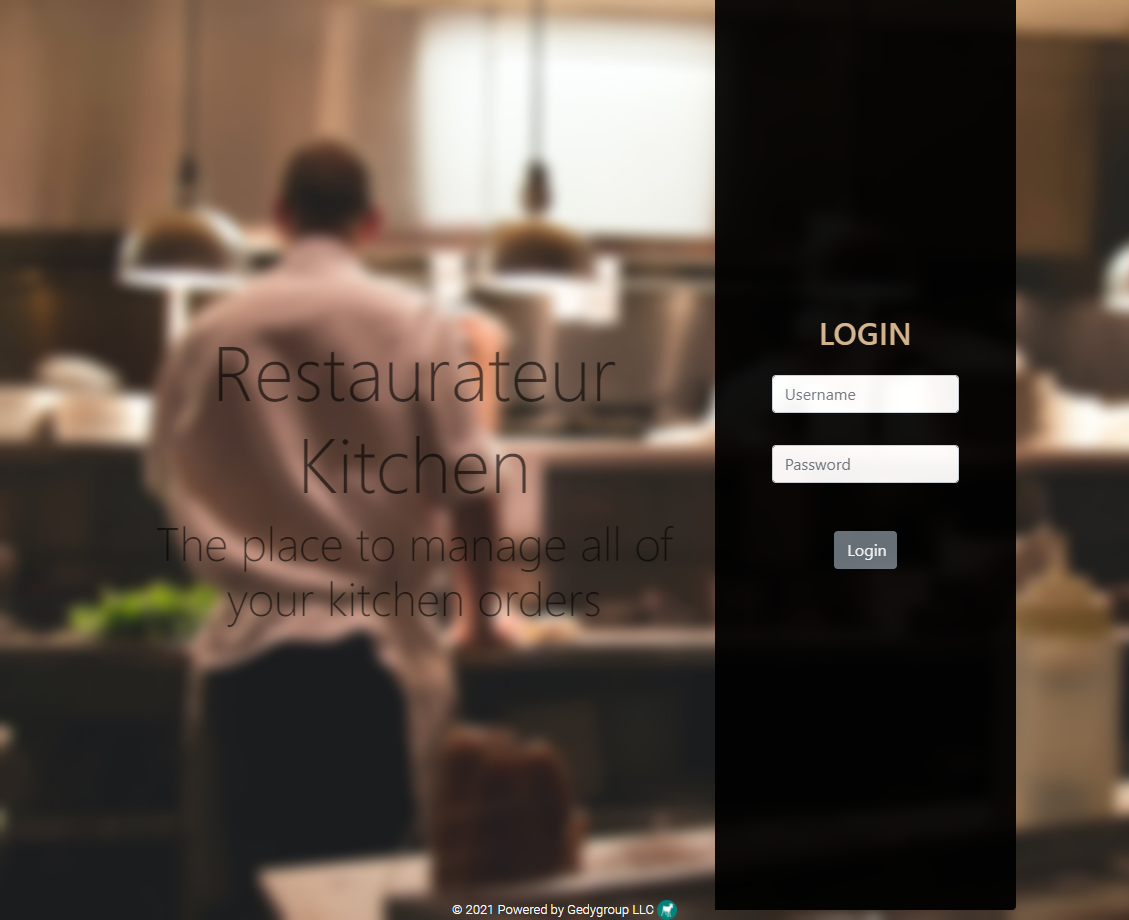 Restaurateur
Kitchen
The place to manage all of
your kitchen orders
LOGIN
Username
Password
Login
© 2021 Powered by Gedygroup LLC